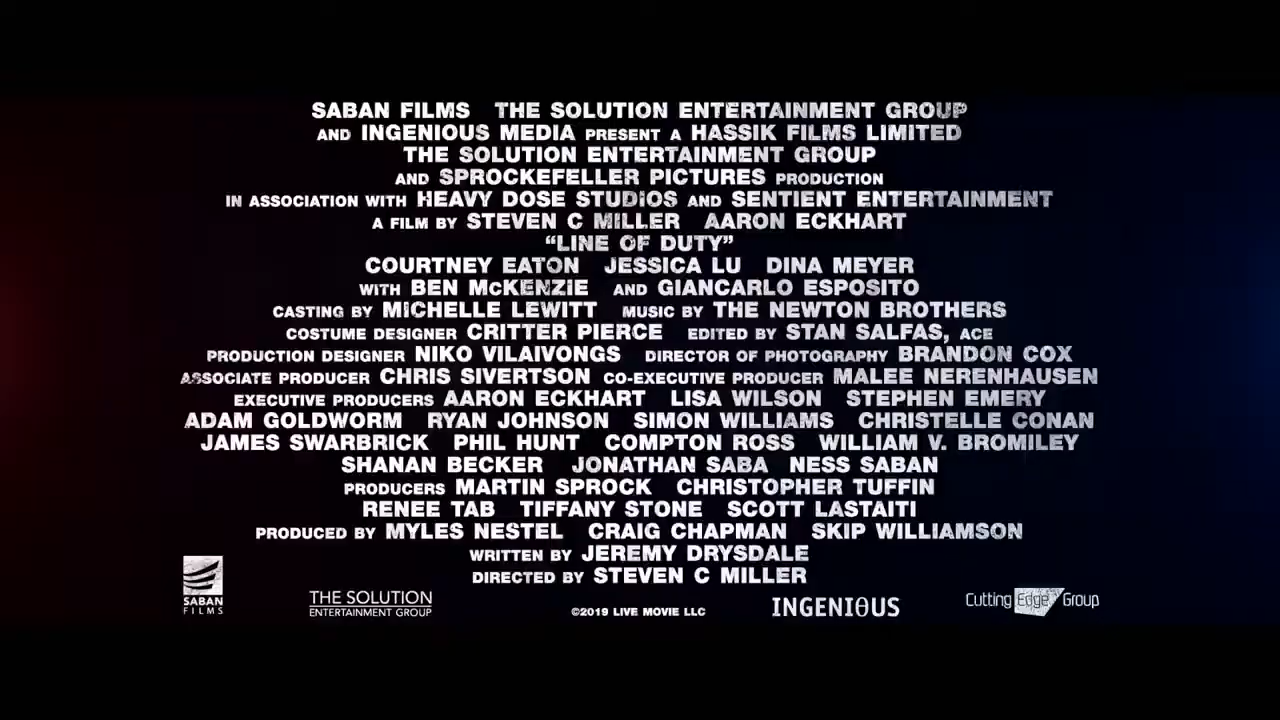 SABAN FILMS THE SOLUTION ENTERTAINMENT GROUP
AND INGENIOUS MEDIA PRESENT A HASSIK FILMS LIMITED
THE SOLUTION ENTERTAINMENT GROUP
AND SPROCKEFELLER PICTURES PRODUCTION
IN ASSOCIATION WITH HEAVY DOSE STUDIOS AND SENTIENT ENTERTAINMENT
A FILM BY STEVEN C MILLER AARON ECKHART
“LINE OF DUTY”
COURTNEY EATON JESSICA LU DINA MEYER
WITH BEN McKENZIE AND GIANCARLO ESPOSITO
CASTING BY MICHELLE LEWITT MUSIC BY THE NEWTON BROTHERS
COSTUME DESIGNER CRITTER PIERCE EDITED BY STAN SALFAS, ACE
PRODUCTION DESIGNER NIKO VILAIVONGS DIRECTOR OF PHOTOGRAPHY BRANDON COX
ASSOCIATE PRODUCER CHRIS SIVERTSON CO-EXECUTIVE PRODUCER MALEE NERENHAUSEN
EXECUTIVE PRODUCERS AARON ECKHART LISA WILSON STEPHEN EMERY
ADAM GOLDWORM RYAN JOHNSON SIMON WILLIAMS CHRISTELLE CONAN
JAMES SWARBRICK PHIL HUNT COMPTON ROSS WILLIAM V. BROMILEY
SHANAN BECKER JONATHAN SABA NESS SABAN
PRODUCERS MARTIN SPROCK CHRISTOPHER TUFFIN
RENEE TAB TIFFANY STONE SCOTT LASTAITI
PRODUCED BY MYLES NESTEL CRAIG CHAPMAN SKIP WILLIAMSON
WRITTEN BY JEREMY DRYSDALE
DIRECTED BY STEVEN C MILLER
SABAN
FILMS
THE SOLUTION
ENTERTAINMENT GROUP
©2019 LIVE MOVIE LLC
INGENIOUS
Cutting Edge Group